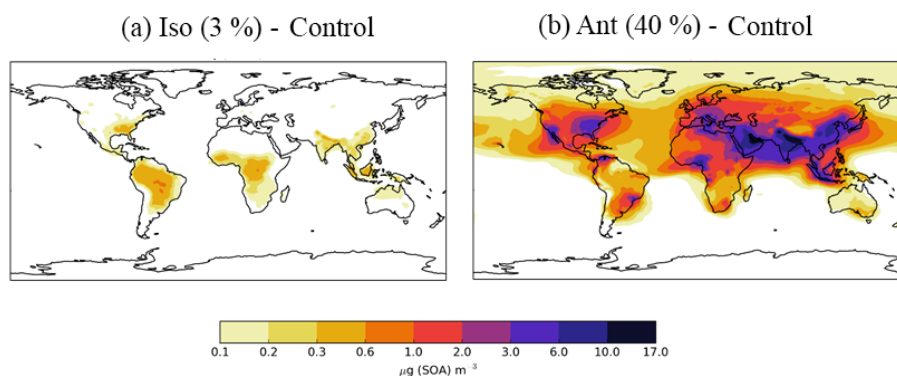 (a) Iso (3 %) - Control
(b) Ant (40 %) - Control
0.1 0.2 0.3 0.6 1.0 2.0 3.0 6.0 10.0 17.0
μg (SOA) m⁻³